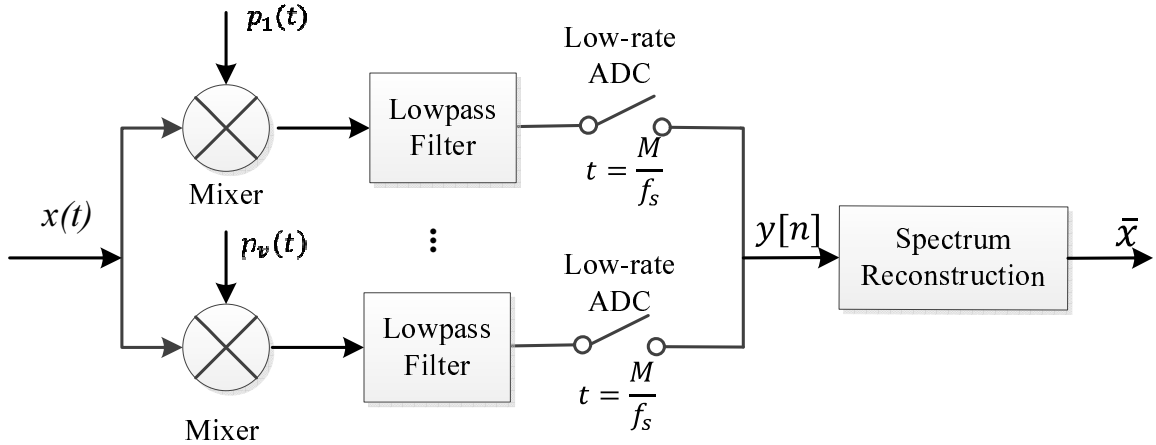 p₁(t)
Low-rate
ADC
Lowpass
Filter
t = M/fₛ
Mixer
x(t)
pᵥ(t)
⋮
y[n]
Spectrum
Reconstruction
x̄
Low-rate
ADC
Lowpass
Filter
t = M/fₛ
Mixer